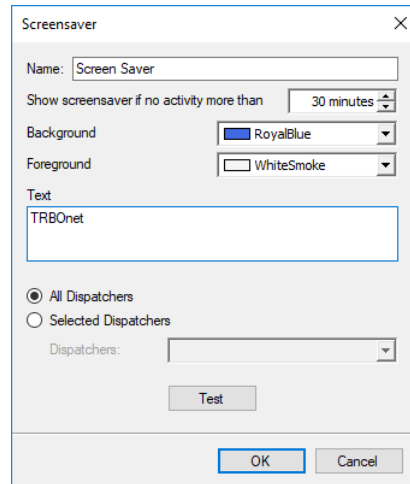 Screensaver
Name: Screen Saver
Show screensaver if no activity more than 30 minutes
Background RoyalBlue
Foreground WhiteSmoke
Text
TRBOnet
All Dispatchers
Selected Dispatchers
Dispatchers:
Test
OK Cancel